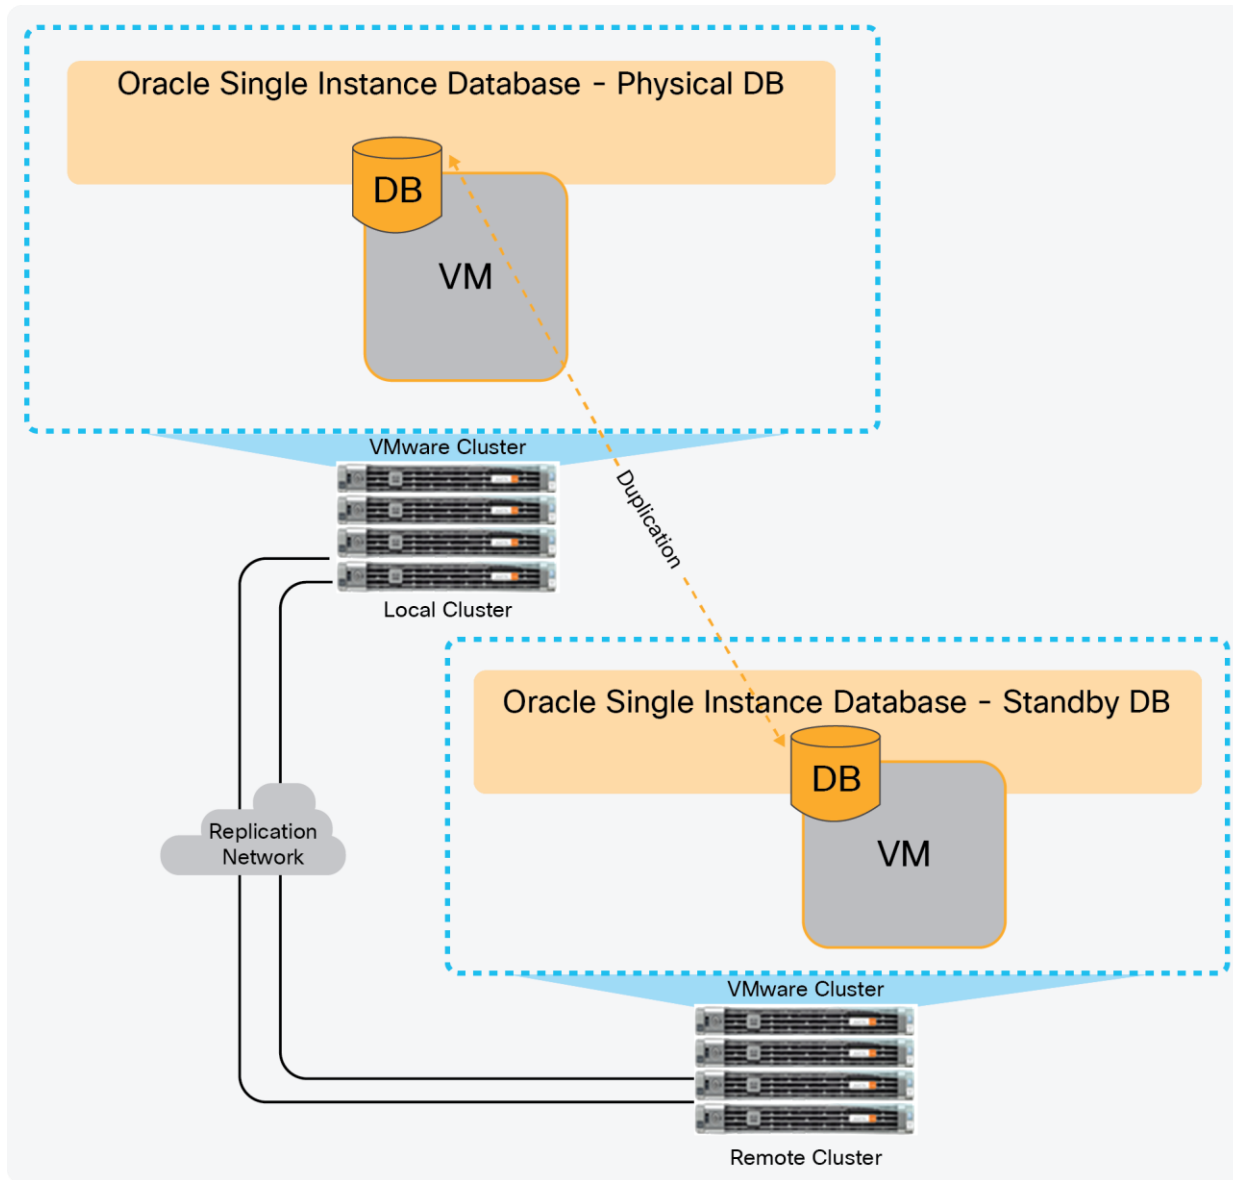 Oracle Single Instance Database - Physical DB
DB
VM
VMware Cluster
Duplication
Local Cluster
Oracle Single Instance Database - Standby DB
DB
VM
Replication
Network
VMware Cluster
Remote Cluster